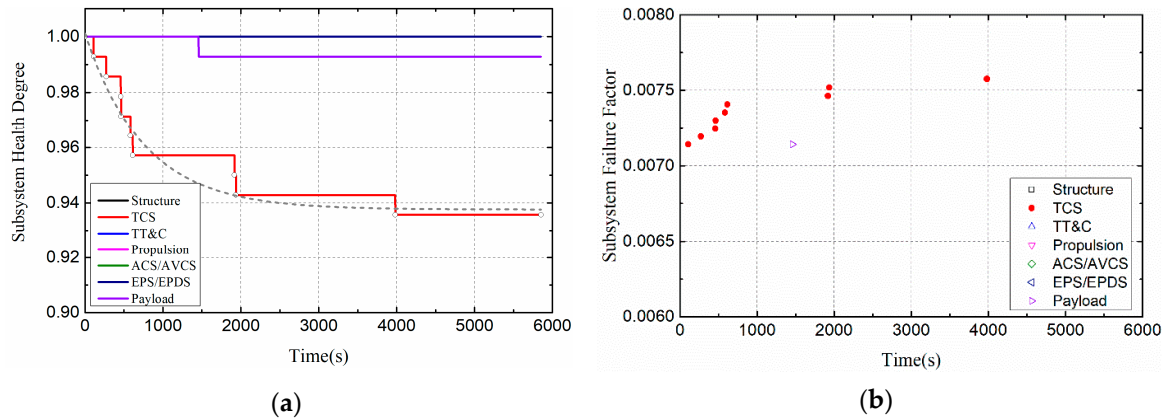 Subsystem Health Degree
1.00
0.98
0.96
0.94
0.92
0.90
Structure
TCS
TT&C
Propulsion
ACS/AVCS
EPS/EPDS
Payload
0 1000 2000 3000 4000 5000 6000
Time(s)
(a)
Subsystem Failure Factor
0.0080
0.0075
0.0070
0.0065
0.0060
Structure
TCS
TT&C
Propulsion
ACS/AVCS
EPS/EPDS
Payload
0 1000 2000 3000 4000 5000 6000
Time(s)
(b)